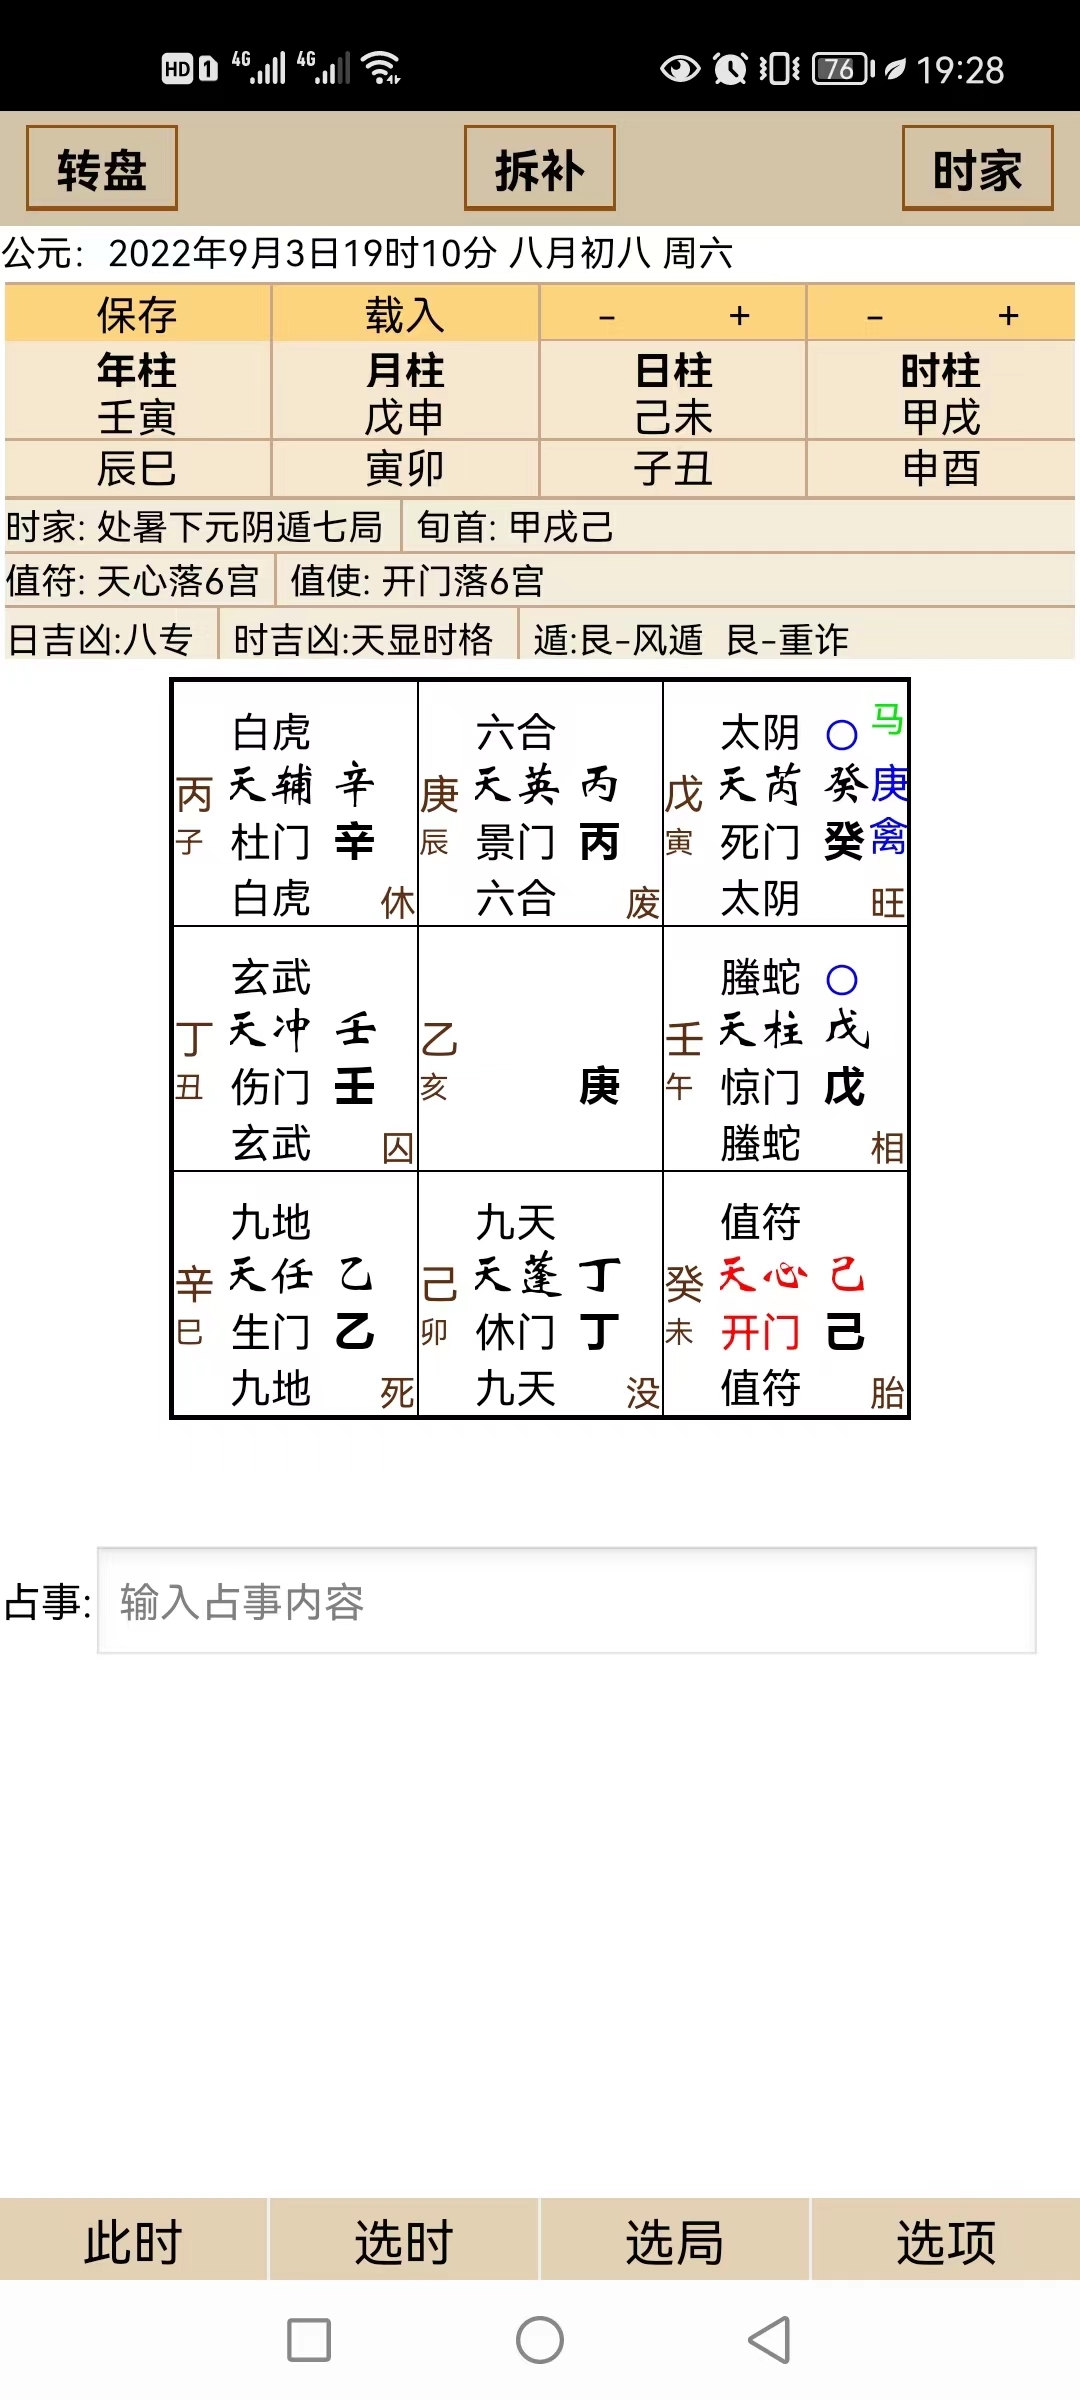 HD 1 4G 4G 76 19:28
转盘 拆补 时家
公元：2022年9月3日19时10分 八月初八 周六
保存 载入 - + - +
年柱 月柱 日柱 时柱
壬寅 戊申 己未 甲戌
辰巳 寅卯 子丑 申酉
时家: 处暑下元阴遁七局 旬首: 甲戌己
值符: 天心落6宫 值使: 开门落6宫
日吉凶:八专 时吉凶:天显时格 遁:艮-风遁 艮-重诈
白虎 六合 太阴 〇 马
丙 天辅 辛 庚 天英 丙 戊 天芮 癸 庚
子 杜门 辛 辰 景门 丙 寅 死门 癸 禽
白虎 休 六合 废 太阴 旺
玄武 螣蛇 〇
丁 天冲 壬 乙 壬 天柱 戊
丑 伤门 壬 亥 庚 午 惊门 戊
玄武 囚 螣蛇 相
九地 九天 值符
辛 天任 乙 己 天蓬 丁 癸 天心 己
巳 生门 乙 卯 休门 丁 未 开门 己
九地 死 九天 没 值符 胎
占事: 输入占事内容
此时 选时 选局 选项